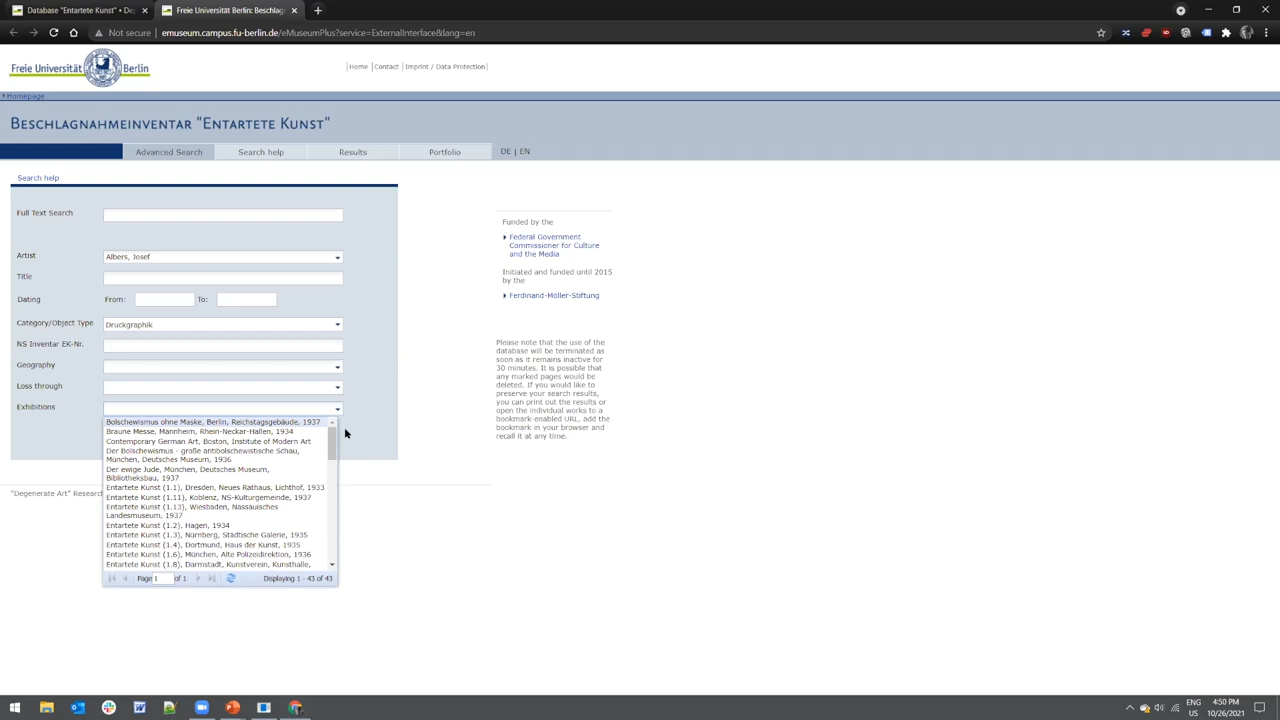 Database "Entartete Kunst" • De
Freie Universität Berlin: Beschlag
Not secure
emuseum.campus.fu-berlin.de/eMuseumPlus?service=ExternalInterface&lang=en
Freie Universität Berlin
Home | Contact | Imprint / Data Protection
Homepage
BESCHLAGNAHMEINVENTAR "ENTARTETE KUNST"
Advanced Search Search help Results Portfolio DE | EN
Search help
Full Text Search
Artist Albers, Josef
Title
Dating From: To:
Category/Object Type Druckgraphik
NS Inventar EK-Nr.
Geography
Loss through
Exhibitions
Bolschewismus ohne Maske, Berlin, Reichstagsgebäude, 1937
Braune Messe, Mannheim, Rhein-Neckar-Hallen, 1934
Contemporary German Art, Boston, Institute of Modern Art
Der Bolschewismus - große antibolschewistische Schau,
München, Deutsches Museum, 1936
Der ewige Jude, München, Deutsches Museum,
Bibliotheksbau, 1937
Entartete Kunst (1.1), Dresden, Neues Rathaus, Lichthof, 1933
Entartete Kunst (1.11), Koblenz, NS-Kulturgemeinde, 1937
Entartete Kunst (1.13), Wiesbaden, Nassauisches
Landesmuseum, 1937
Entartete Kunst (1.2), Hagen, 1934
Entartete Kunst (1.3), Nürnberg, Städtische Galerie, 1935
Entartete Kunst (1.4), Dortmund, Haus der Kunst, 1935
Entartete Kunst (1.6), München, Alte Polizeidirektion, 1936
Entartete Kunst (1.8), Darmstadt, Kunstverein, Kunsthalle,
Page 1 of 1 Displaying 1 - 43 of 43
"Degenerate Art" Researc
Funded by the
Federal Government
Commissioner for Culture
and the Media
Initiated and funded until 2015
by the
Ferdinand-Möller-Stiftung
Please note that the use of the
database will be terminated as
soon as it remains inactive for
30 minutes. It is possible that
any marked pages would be
deleted. If you would like to
preserve your search results,
you can print out the results or
open the individual works to a
bookmark-enabled URL, add the
bookmark in your browser and
recall it at any time.
ENG
US
4:50 PM
10/26/2021